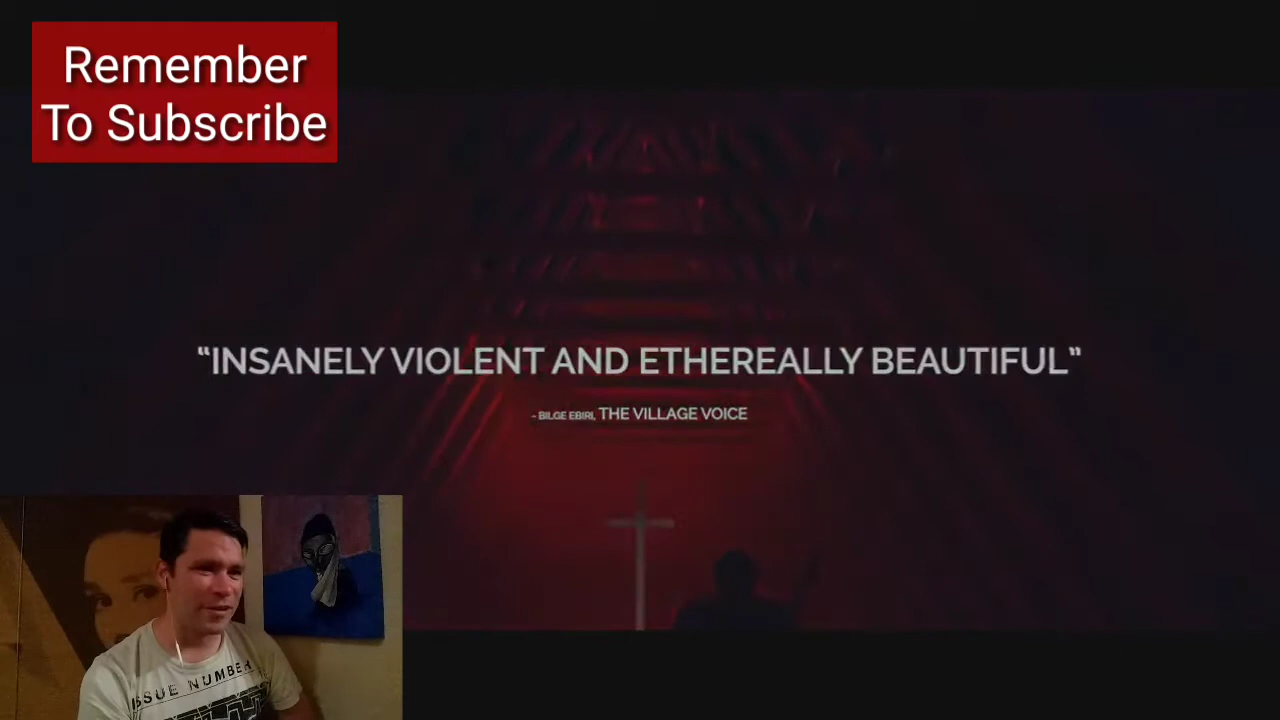 Remember
To Subscribe
“INSANELY VIOLENT AND ETHEREALLY BEAUTIFUL”
- BILGE EBIRI, THE VILLAGE VOICE
ISSUE NUMBER